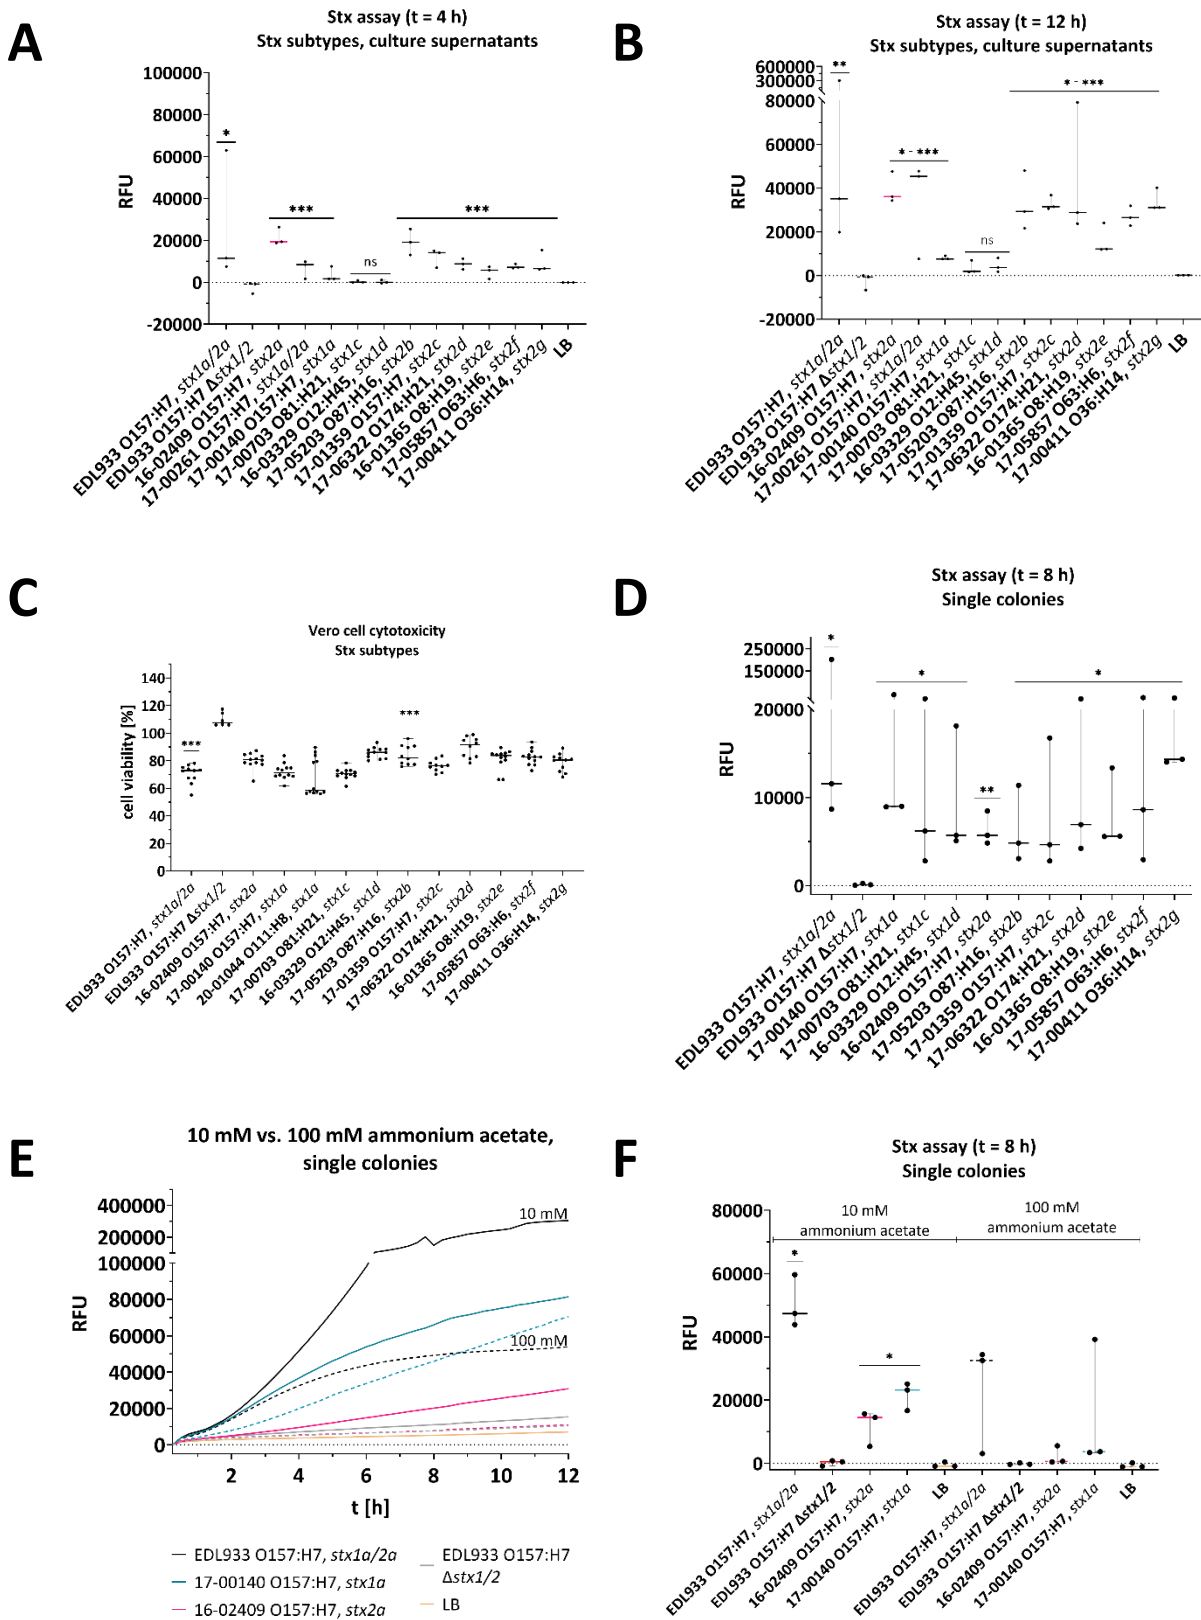 A
Stx assay (t = 4 h)
Stx subtypes, culture supernatants
100000
80000
60000
40000
20000
0
-20000
RFU
*
***
ns
***
EDL933 O157:H7, stx1a/2a
EDL933 O157:H7 Δstx1/2
16-02409 O157:H7, stx2a
17-00261 O157:H7, stx1a/2a
17-00140 O157:H7, stx1a
17-00703 O81:H21, stx1c
16-03329 O12:H45, stx1d
17-05203 O87:H16, stx2b
17-01359 O157:H7, stx2c
17-06322 O174:H21, stx2d
16-01365 O8:H19, stx2e
17-05857 O63:H6, stx2f
17-00411 O36:H14, stx2g
LB
B
Stx assay (t = 12 h)
Stx subtypes, culture supernatants
600000
300000
80000
60000
40000
20000
0
-20000
RFU
**
* - ***
ns
* - ***
EDL933 O157:H7, stx1a/2a
EDL933 O157:H7 Δstx1/2
16-02409 O157:H7, stx2a
17-00261 O157:H7, stx1a/2a
17-00140 O157:H7, stx1a
17-00703 O81:H21, stx1c
16-03329 O12:H45, stx1d
17-05203 O87:H16, stx2b
17-01359 O157:H7, stx2c
17-06322 O174:H21, stx2d
16-01365 O8:H19, stx2e
17-05857 O63:H6, stx2f
17-00411 O36:H14, stx2g
LB
C
Vero cell cytotoxicity
Stx subtypes
140
120
100
80
60
40
20
0
cell viability [%]
***
***
EDL933 O157:H7, stx1a/2a
EDL933 O157:H7 Δstx1/2
16-02409 O157:H7, stx2a
17-00140 O157:H7, stx1a
20-01044 O111:H8, stx1a
17-00703 O81:H21, stx1c
16-03329 O12:H45, stx1d
17-05203 O87:H16, stx2b
17-01359 O157:H7, stx2c
17-06322 O174:H21, stx2d
16-01365 O8:H19, stx2e
17-05857 O63:H6, stx2f
17-00411 O36:H14, stx2g
D
Stx assay (t = 8 h)
Single colonies
250000
150000
20000
10000
0
RFU
*
*
**
*
EDL933 O157:H7, stx1a/2a
EDL933 O157:H7 Δstx1/2
17-00140 O157:H7, stx1a
17-00703 O81:H21, stx1c
16-03329 O12:H45, stx1d
16-02409 O157:H7, stx2a
17-05203 O87:H16, stx2b
17-01359 O157:H7, stx2c
17-06322 O174:H21, stx2d
16-01365 O8:H19, stx2e
17-05857 O63:H6, stx2f
17-00411 O36:H14, stx2g
E
10 mM vs. 100 mM ammonium acetate,
single colonies
400000
200000
100000
80000
60000
40000
20000
0
RFU
10 mM
100 mM
2
4
6
8
10
12
t [h]
EDL933 O157:H7, stx1a/2a
17-00140 O157:H7, stx1a
16-02409 O157:H7, stx2a
EDL933 O157:H7
Δstx1/2
LB
F
Stx assay (t = 8 h)
Single colonies
80000
60000
40000
20000
0
RFU
10 mM
ammonium acetate
100 mM
ammonium acetate
*
*
EDL933 O157:H7, stx1a/2a
EDL933 O157:H7 Δstx1/2
16-02409 O157:H7, stx2a
17-00140 O157:H7, stx1a
LB
EDL933 O157:H7, stx1a/2a
EDL933 O157:H7 Δstx1/2
16-02409 O157:H7, stx2a
17-00140 O157:H7, stx1a
LB